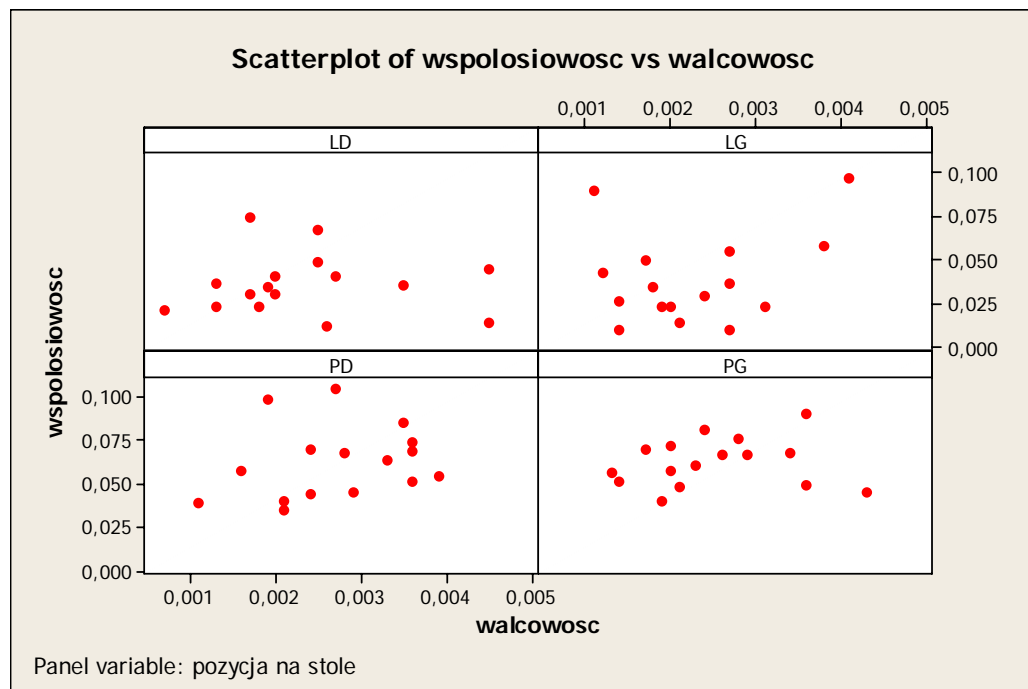 Scatterplot of wspolosiowosc vs walcowosc
0,001 0,002 0,003 0,004 0,005
LD LG
0,100
0,075
0,050
0,025
0,000
wspolosiowosc
PD PG
0,100
0,075
0,050
0,025
0,000
0,001 0,002 0,003 0,004 0,005
walcowosc
Panel variable: pozycja na stole